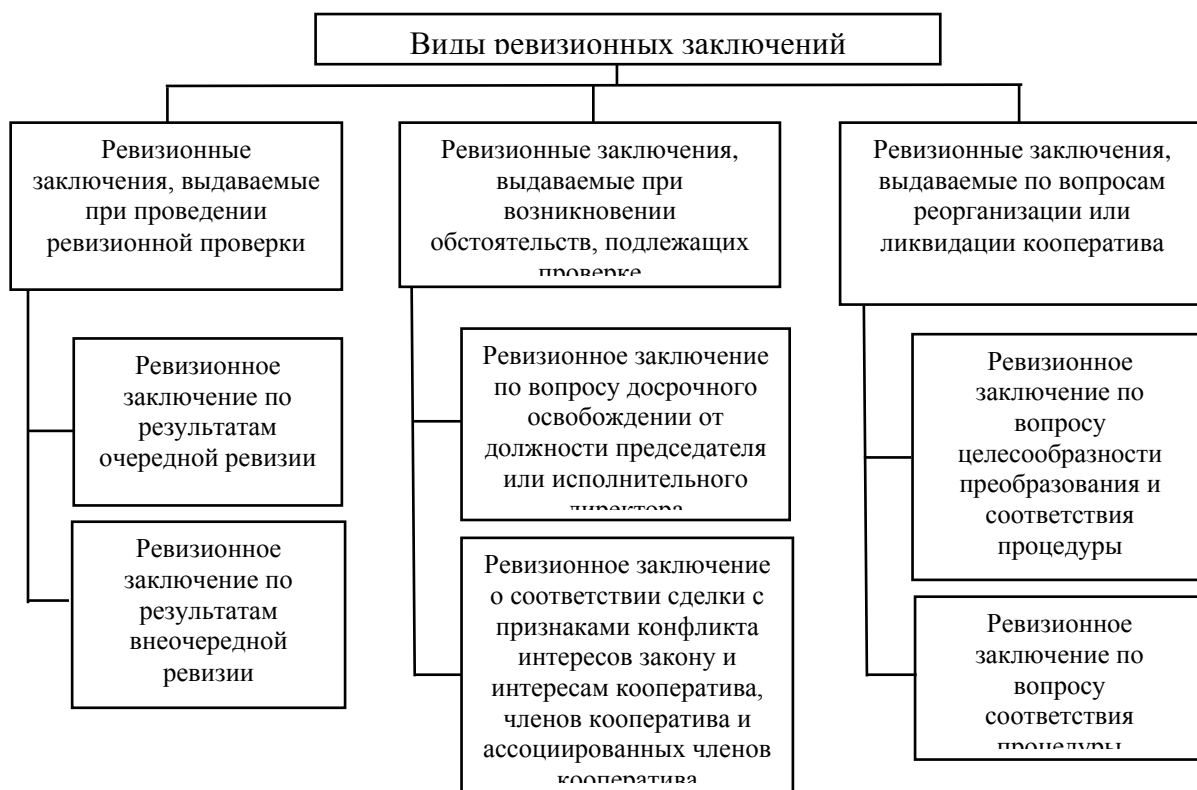 Виды ревизионных заключений
Ревизионные
заключения, выдаваемые
при проведении
ревизионной проверки
Ревизионное
заключение по
результатам
очередной ревизии
Ревизионное
заключение по
результатам
внеочередной
ревизии
Ревизионные заключения,
выдаваемые при
возникновении
обстоятельств, подлежащих
проверке
Ревизионное заключение
по вопросу досрочного
освобождении от
должности председателя
или исполнительного
директора
Ревизионное заключение
о соответствии сделки с
признаками конфликта
интересов закону и
интересам кооператива,
членов кооператива и
ассоциированных членов
кооператива
Ревизионные заключения,
выдаваемые по вопросам
реорганизации или
ликвидации кооператива
Ревизионное
заключение по
вопросу
целесообразности
преобразования и
соответствия
процедуры
Ревизионное
заключение по
вопросу
соответствия
процедуры